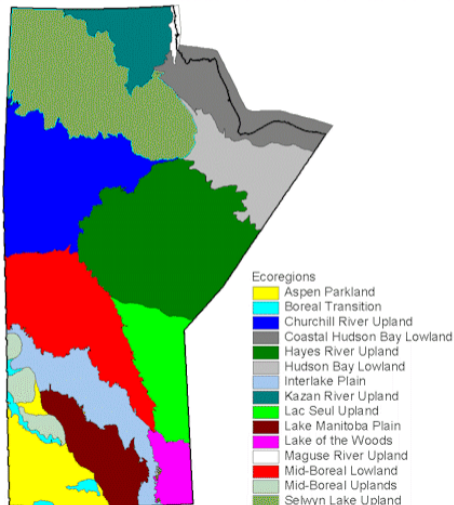 Ecoregions
Aspen Parkland
Boreal Transition
Churchill River Upland
Coastal Hudson Bay Lowland
Hayes River Upland
Hudson Bay Lowland
Interlake Plain
Kazan River Upland
Lac Seul Upland
Lake Manitoba Plain
Lake of the Woods
Maguse River Upland
Mid-Boreal Lowland
Mid-Boreal Uplands
Selwyn Lake Upland